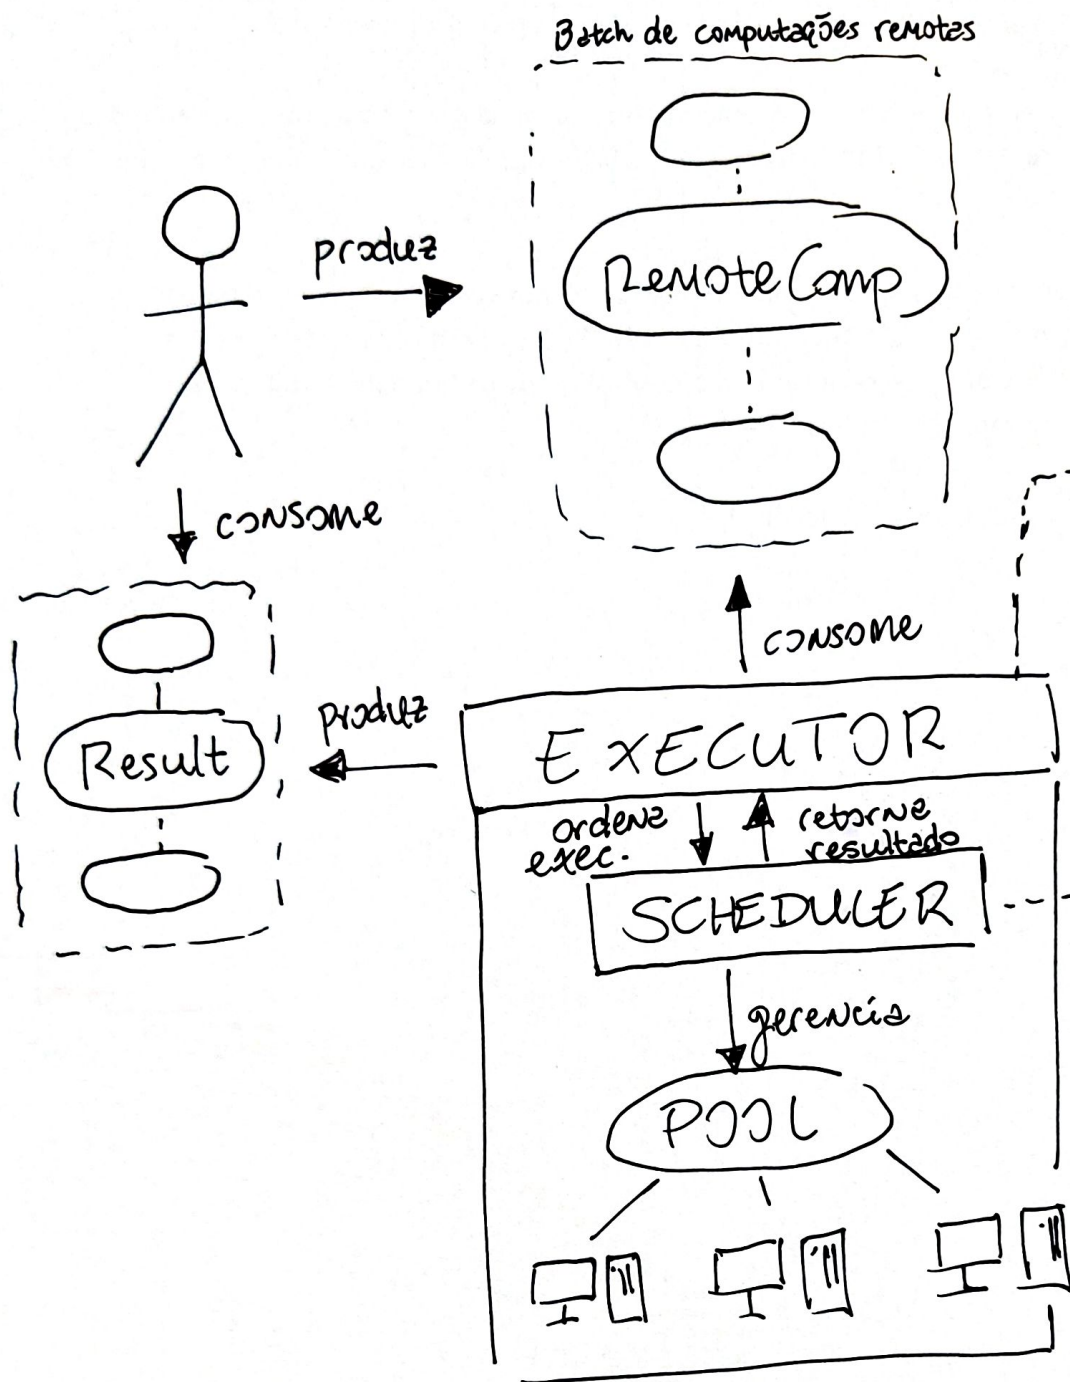 Batch de computações remotas
produz
RemoteComp
consome
consome
Result
produz
EXECUTOR
ordena
exec.
retorna
resultado
SCHEDULER
gerencia
POOL